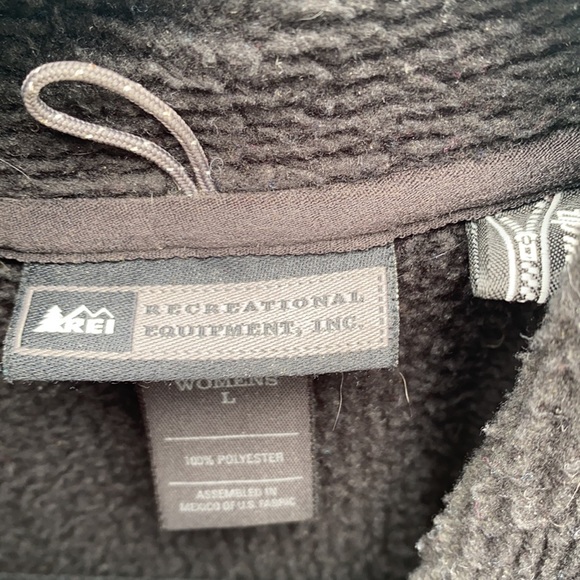 REI
RECREATIONAL
EQUIPMENT, INC.
WOMENS
L
100% POLYESTER
ASSEMBLED IN
MEXICO OF U.S. FABRIC